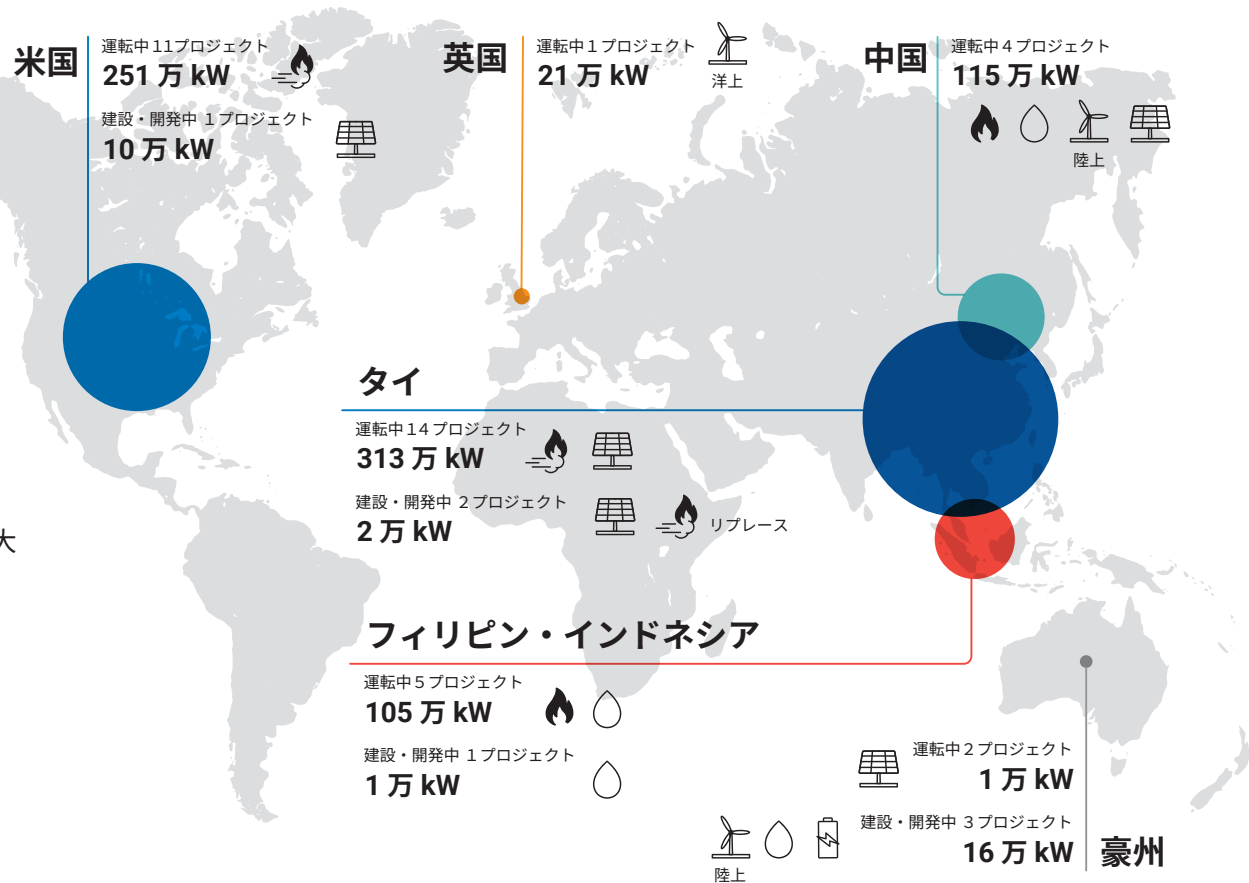 米国
運転中11プロジェクト
251 万 kW
建設・開発中 1プロジェクト
10 万 kW
英国
運転中1プロジェクト
21 万 kW
洋上
中国
運転中4プロジェクト
115万 kW
陸上
タイ
運転中14プロジェクト
313 万 kW
建設・開発中 2プロジェクト
2 万 kW
リプレース
大
フィリピン・インドネシア
運転中5プロジェクト
105 万 kW
建設・開発中 1プロジェクト
1 万 kW
運転中2プロジェクト
1 万 kW
建設・開発中 3プロジェクト
16 万 kW
陸上
豪州